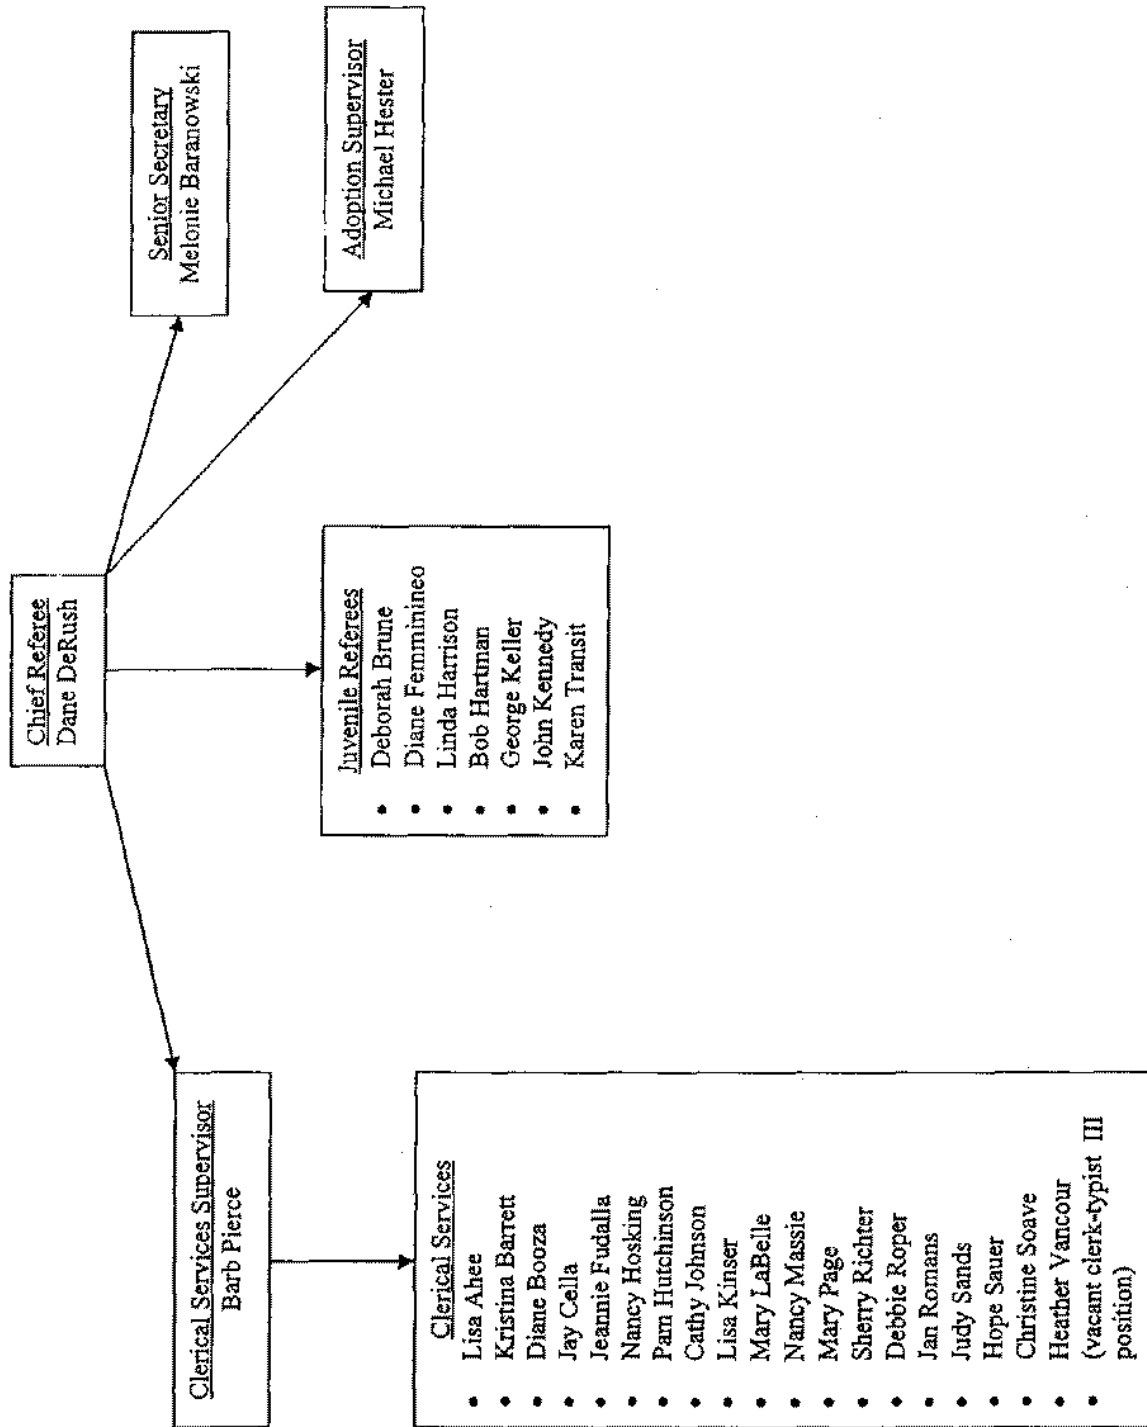 Chief Referee
Dane DeRush
Senior Secretary
Melonie Baranowski
Adoption Supervisor
Michael Hester
Juvenile Referees
• Deborah Brune
• Diane Femminineo
• Linda Harrison
• Bob Hartman
• George Keller
• John Kennedy
• Karen Transit
Clerical Services Supervisor
Barb Pierce
Clerical Services
• Lisa Ahee
• Kristina Barrett
• Diane Booza
• Jay Cella
• Jeannie Fudalla
• Nancy Hosking
• Pam Hutchinson
• Cathy Johnson
• Lisa Kinser
• Mary LaBelle
• Nancy Massie
• Mary Page
• Sherry Richter
• Debbie Roper
• Jan Romans
• Judy Sands
• Hope Sauer
• Christine Soave
• Heather Vancour
• (vacant clerk-typist III
position)